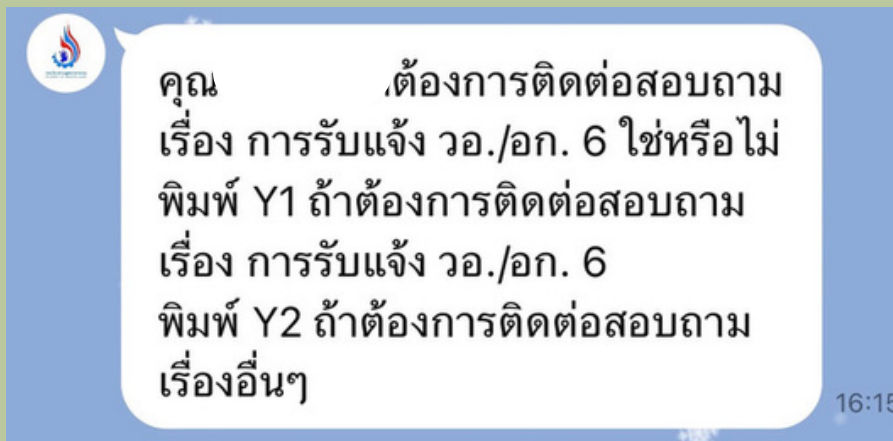 คุณ ต้องการติดต่อสอบถาม
เรื่อง การรับแจ้ง วอ./อก. 6 ใช่หรือไม่
พิมพ์ Y1 ถ้าต้องการติดต่อสอบถาม
เรื่อง การรับแจ้ง วอ./อก. 6
พิมพ์ Y2 ถ้าต้องการติดต่อสอบถาม
เรื่องอื่นๆ
16:15